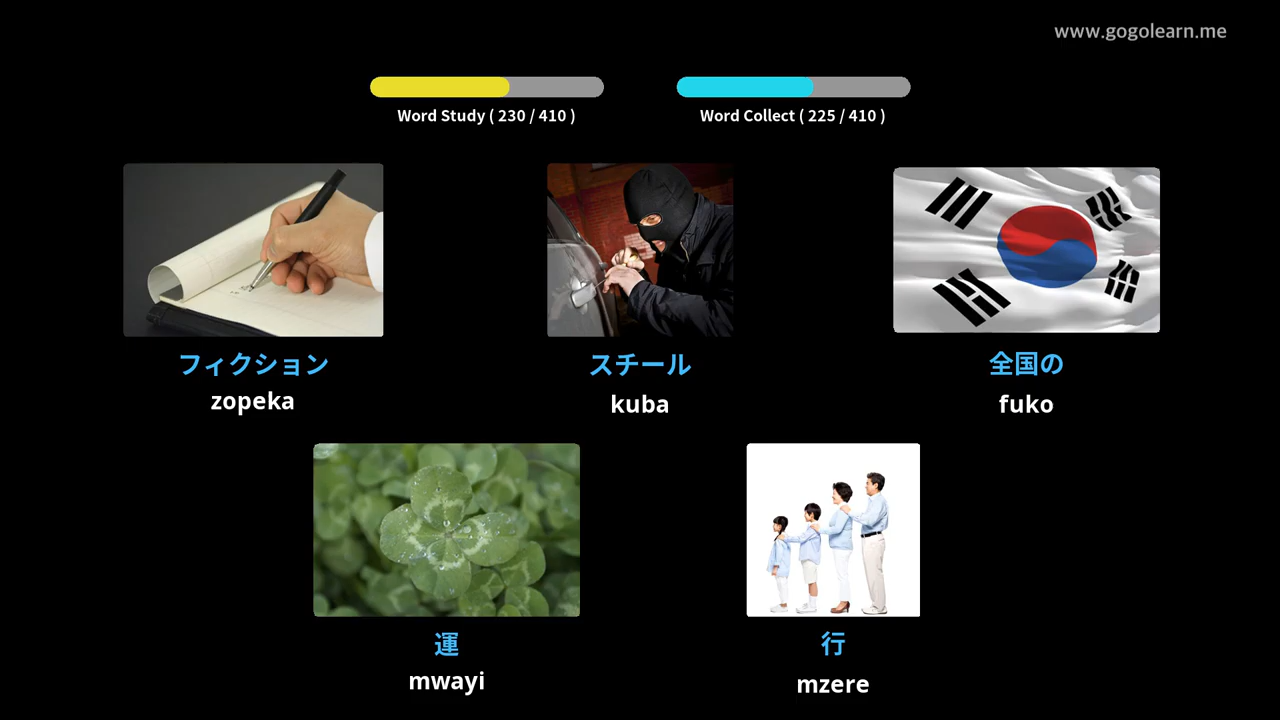 www.gogolearn.me
Word Study ( 230 / 410 )
Word Collect ( 225 / 410 )
フィクション
zopeka
スチール
kuba
全国の
fuko
運
mwayi
行
mzere